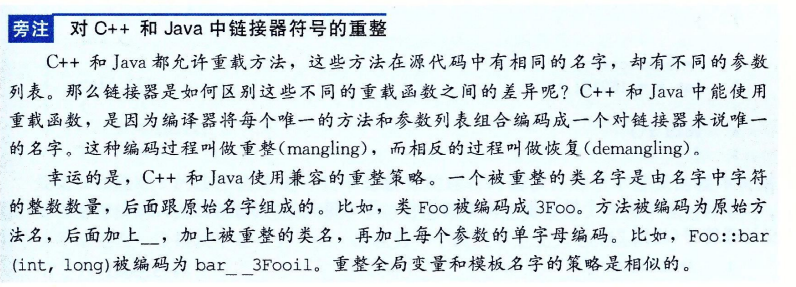 旁注 对 C++ 和 Java 中链接器符号的重整
C++ 和 Java 都允许重载方法，这些方法在源代码中有相同的名字，却有不同的参数
列表。那么链接器是如何区别这些不同的重载函数之间的差异呢？C++ 和 Java 中能使用
重载函数，是因为编译器将每个唯一的方法和参数列表组合编码成一个对链接器来说唯一
的名字。这种编码过程叫做重整(mangling)，而相反的过程叫做恢复(demangling)。
幸运的是，C++ 和 Java 使用兼容的重整策略。一个被重整的类名字是由名字中字符
的整数数量，后面跟原始名字组成的。比如，类 Foo 被编码成 3Foo。方法被编码为原始方
法名，后面加上__，加上被重整的类名，再加上每个参数的单字母编码。比如，Foo::bar
(int, long)被编码为 bar__3Fooil。重整全局变量和模板名字的策略是相似的。